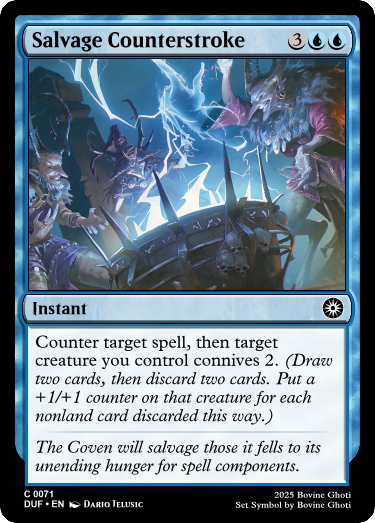 Salvage Counterstroke 3
Instant
Counter target spell, then target
creature you control connives 2. (Draw
two cards, then discard two cards. Put a
+1/+1 counter on that creature for each
nonland card discarded this way.)
The Coven will salvage those it fells to its
unending hunger for spell components.
C 0071
DUF • EN Dario Jelusic
2025 Bovine Ghoti
Set Symbol by Bovine Ghoti